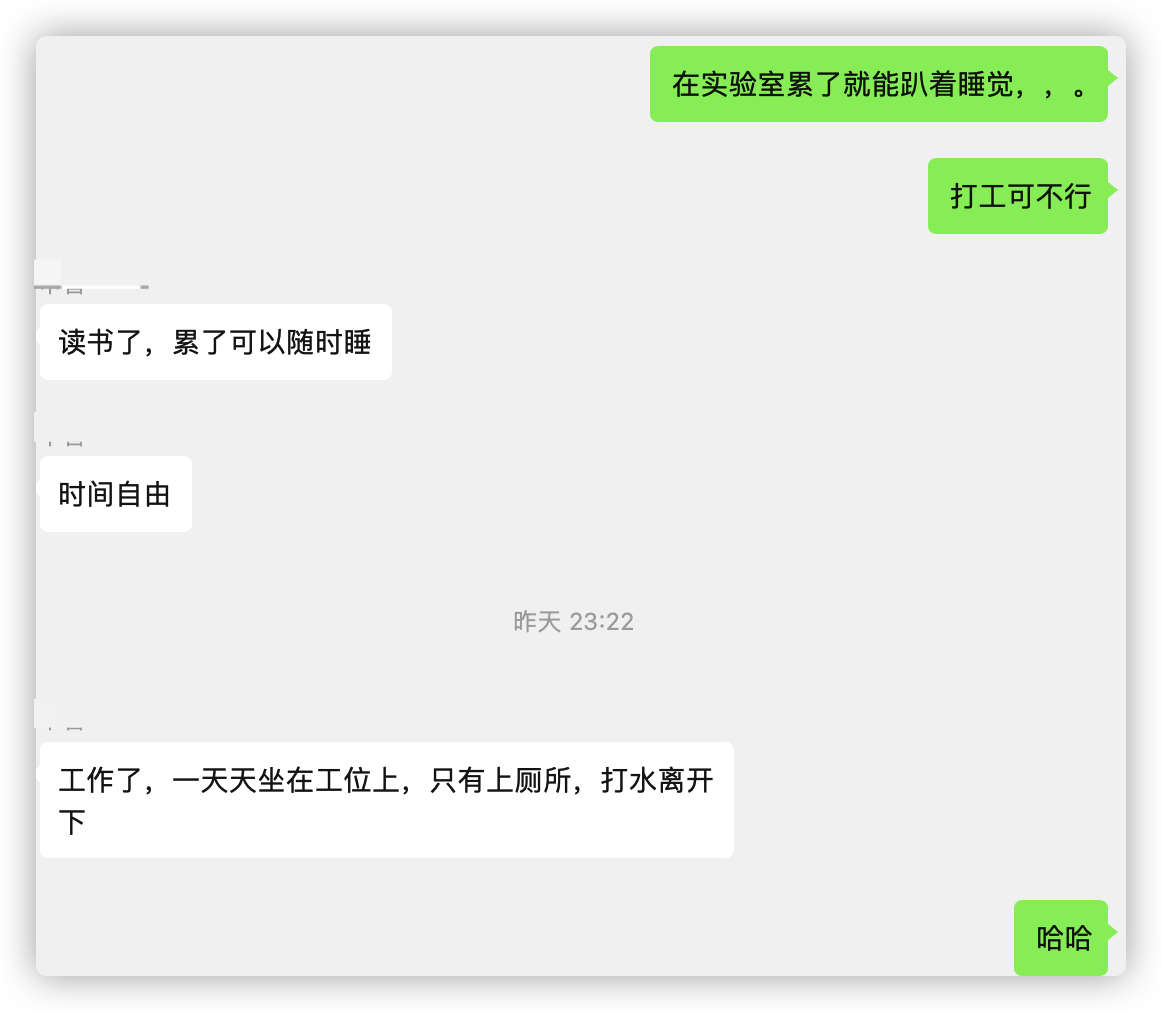 在实验室累了就能趴着睡觉，，。
打工可不行
读书了，累了可以随时睡
时间自由
昨天 23:22
工作了，一天天坐在工位上，只有上厕所，打水离开
下
哈哈